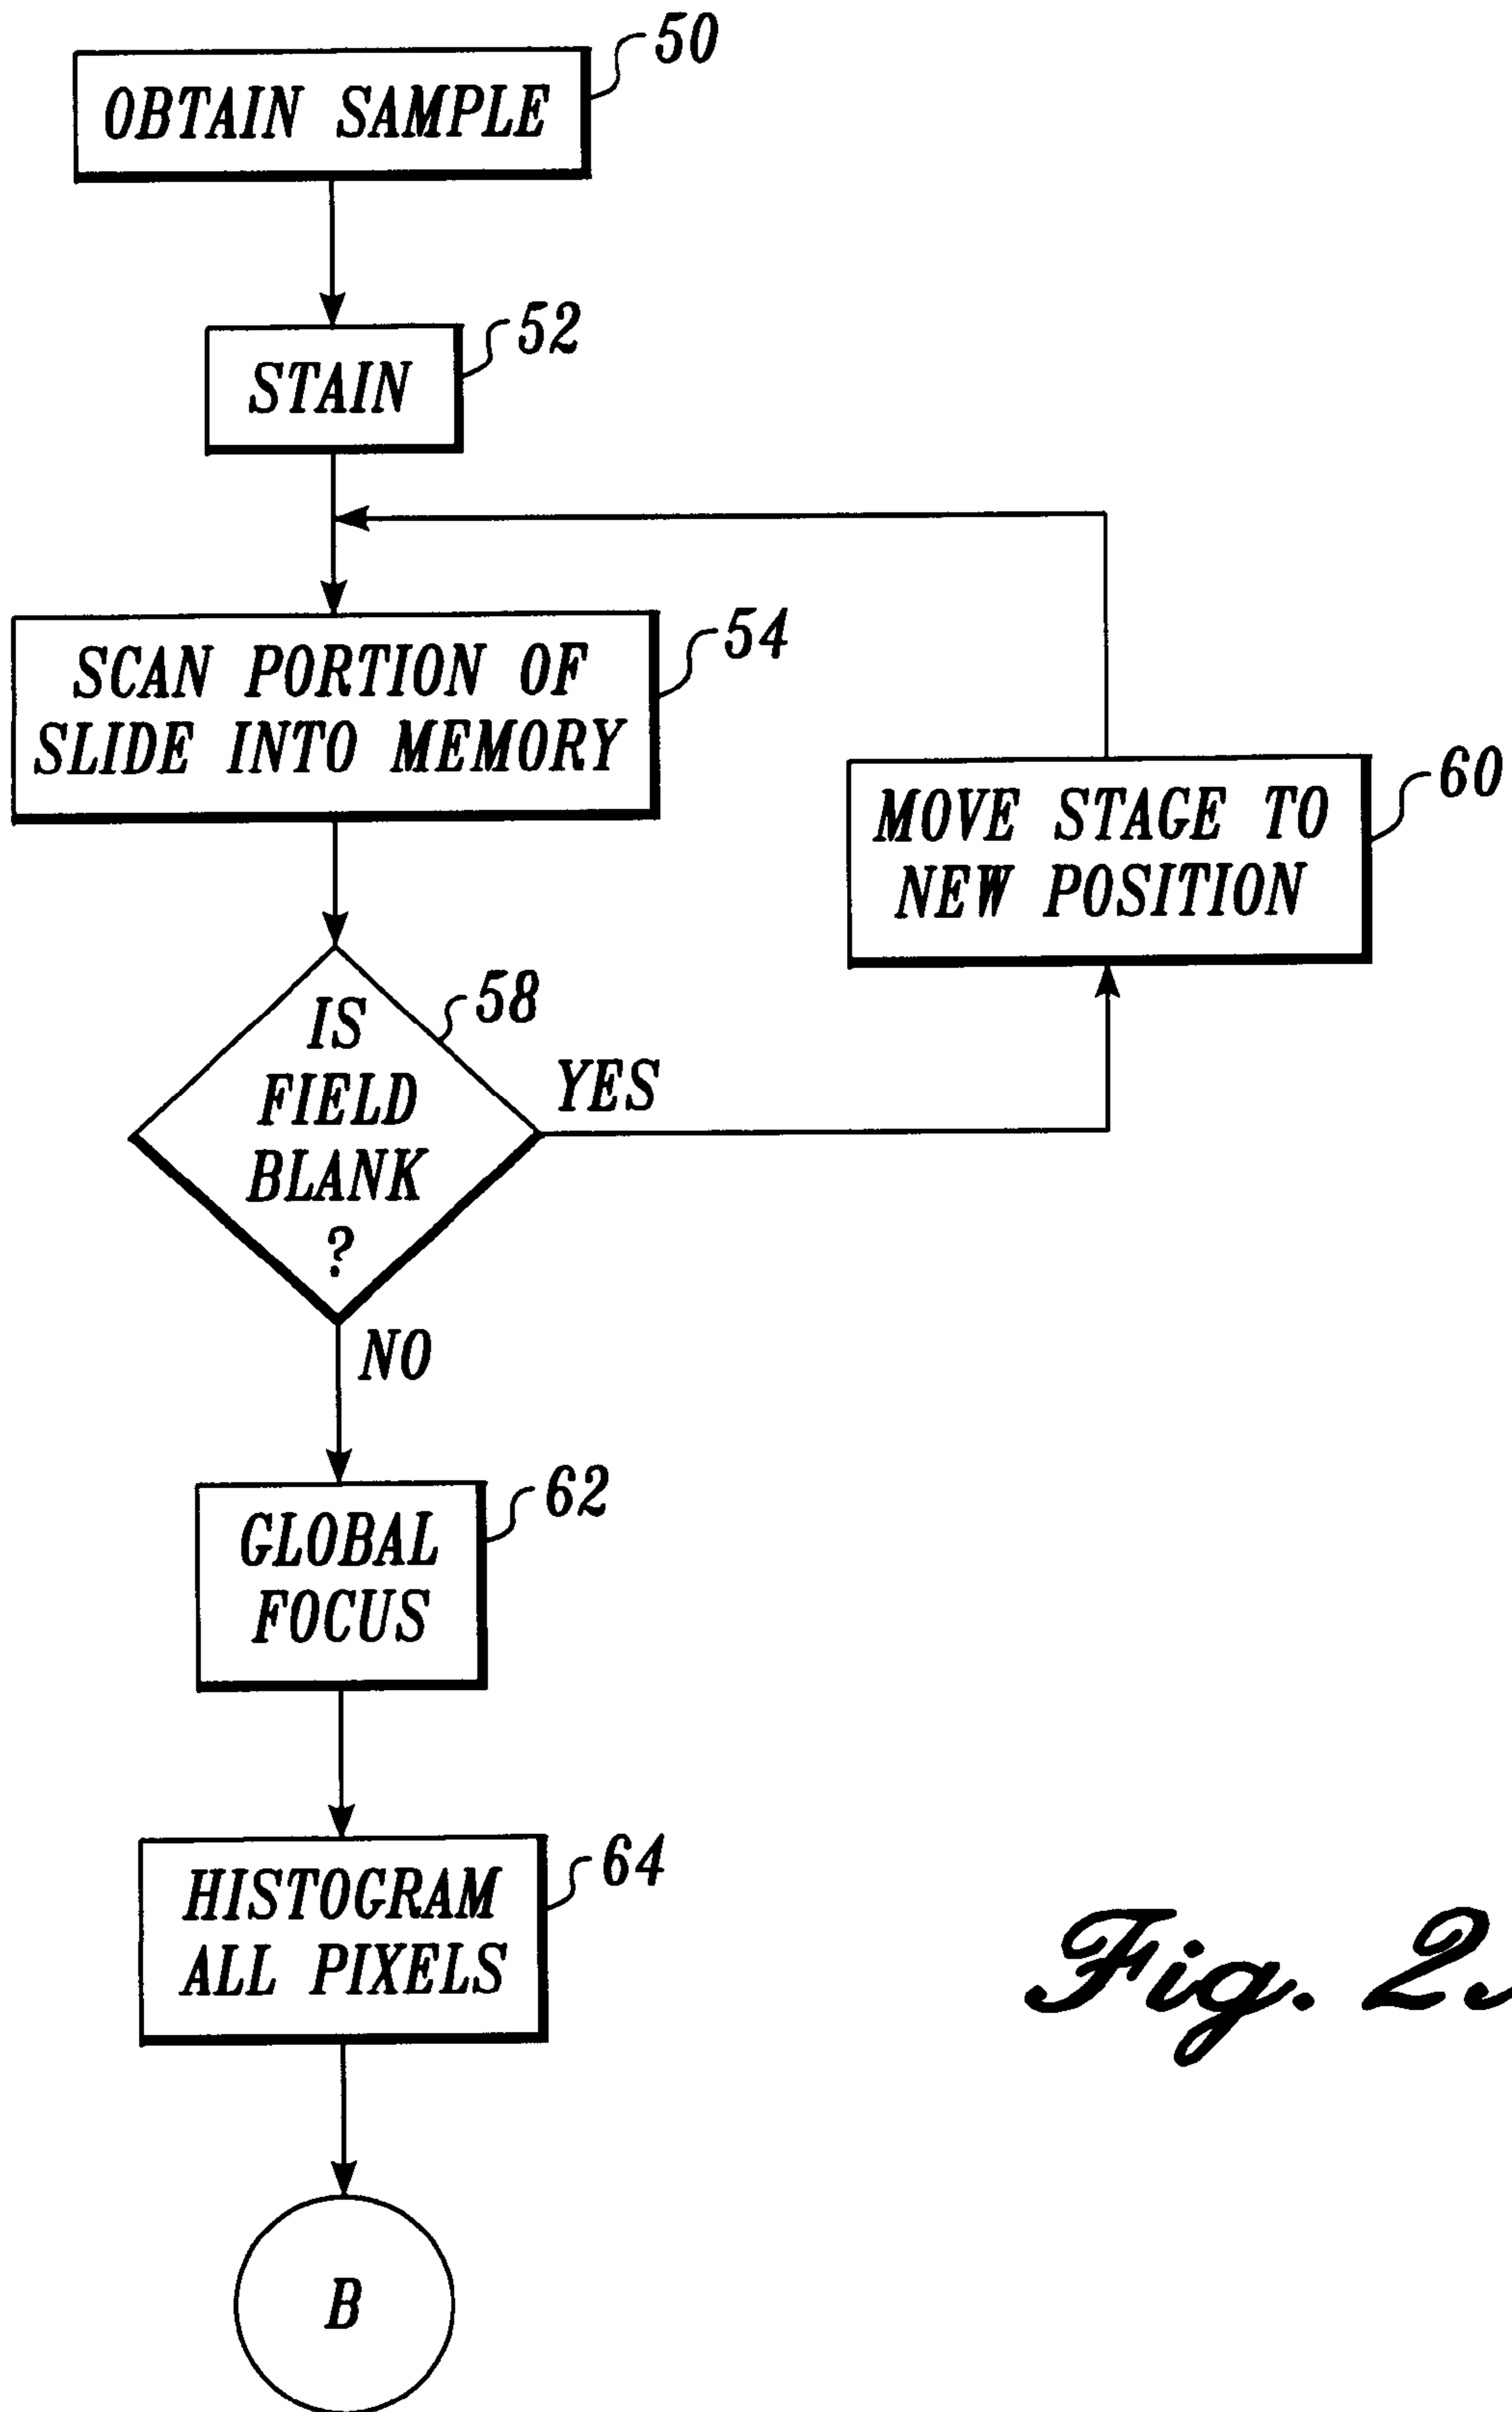 50
OBTAIN SAMPLE
52
STAIN
54
SCAN PORTION OF
SLIDE INTO MEMORY
60
MOVE STAGE TO
NEW POSITION
58
IS
FIELD
BLANK
?
YES
NO
62
GLOBAL
FOCUS
64
HISTOGRAM
ALL PIXELS
B
Fig.